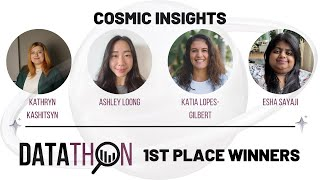 COSMIC INSIGHTS
KATHRYN
KASHITSYN
ASHLEY LOONG
KATIA LOPES-
GILBERT
ESHA SAYAJI
DATATHON 1ST PLACE WINNERS